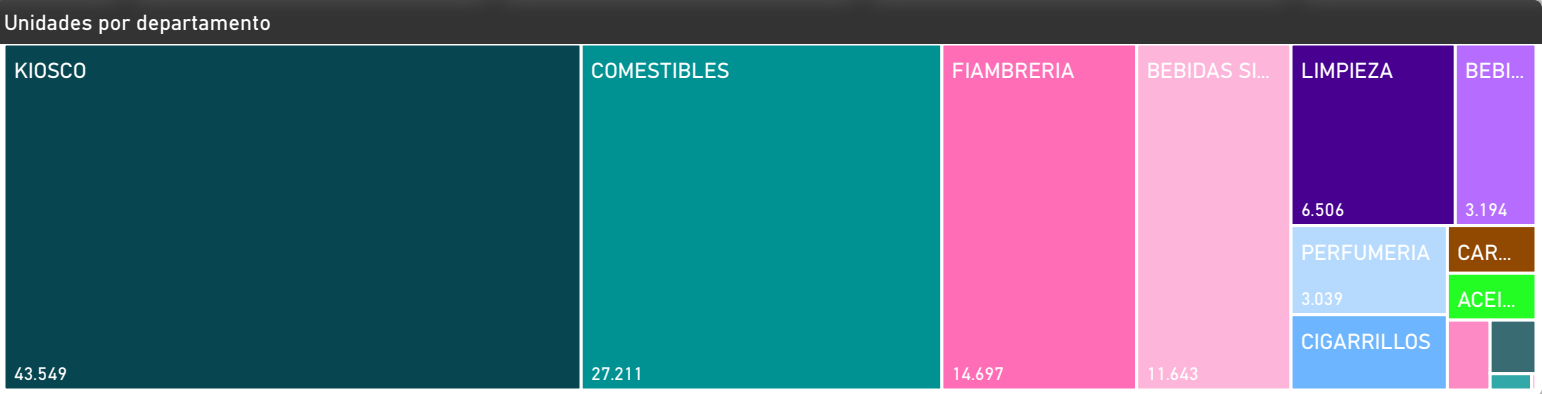 Unidades por departamento
KIOSCO
43.549
COMESTIBLES
27.211
FIAMBRERIA
14.697
BEBIDAS SI...
11.643
LIMPIEZA
6.506
BEBI...
3.194
PERFUMERIA
3.039
CIGARRILLOS
CAR...
ACEI...